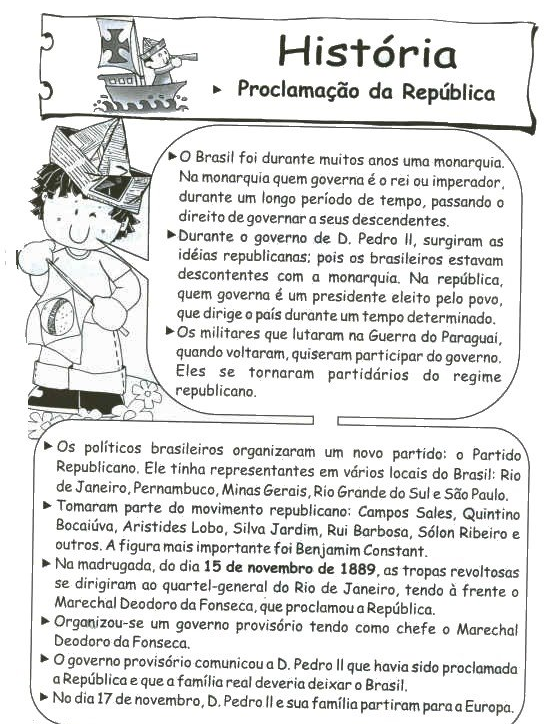 História
▸ Proclamação da República
▸O Brasil foi durante muitos anos uma monarquia.
Na monarquia quem governa é o rei ou imperador,
durante um longo período de tempo, passando o
direito de governar a seus descendentes.
▸Durante o governo de D. Pedro II, surgiram as
idéias republicanas; pois os brasileiros estavam
descontentes com a monarquia. Na república,
quem governa é um presidente eleito pelo povo,
que dirige o país durante um tempo determinado.
▸Os militares que lutaram na Guerra do Paraguai,
quando voltaram, quiseram participar do governo.
Eles se tornaram partidários do regime
republicano.
▸ Os políticos brasileiros organizaram um novo partido: o Partido
Republicano. Ele tinha representantes em vários locais do Brasil: Rio
de Janeiro, Pernambuco, Minas Gerais, Rio Grande do Sul e São Paulo.
▸ Tomaram parte do movimento republicano: Campos Sales, Quintino
Bocaiúva, Aristides Lobo, Silva Jardim, Rui Barbosa, Sólon Ribeiro e
outros. A figura mais importante foi Benjamim Constant.
▸ Na madrugada, do dia 15 de novembro de 1889, as tropas revoltosas
se dirigiram ao quartel-general do Rio de Janeiro, tendo à frente o
Marechal Deodoro da Fonseca, que proclamou a República.
▸ Organizou-se um governo provisório tendo como chefe o Marechal
Deodoro da Fonseca.
▸ O governo provisório comunicou a D. Pedro II que havia sido proclamada
a República e que a família real deveria deixar o Brasil.
▸ No dia 17 de novembro, D. Pedro II e sua família partiram para a Europa.